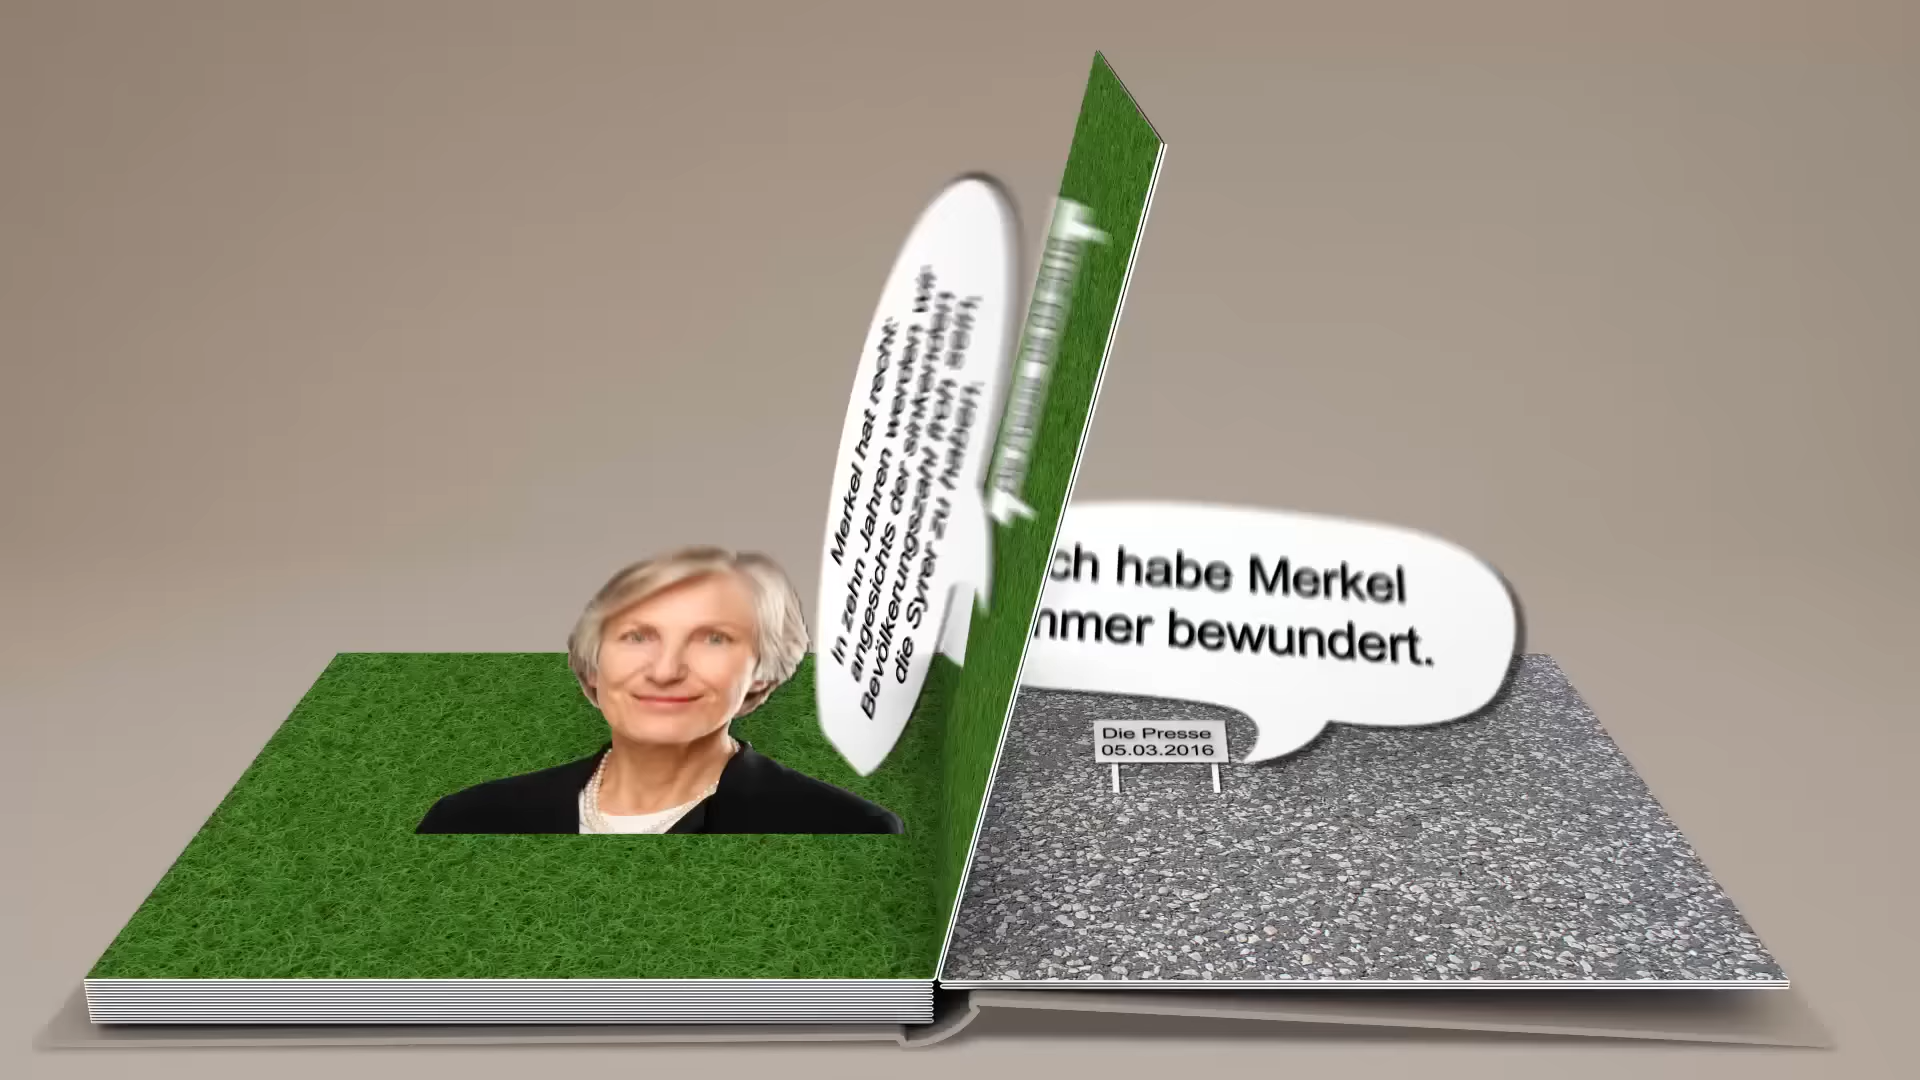 Merkel hat recht:
In zehn Jahren werden wir
angesichts der sinkenden
Bevölkerungszahl froh sein,
die Syrer zu haben.
ch habe Merkel
mmer bewundert.
Die Presse
05.03.2016